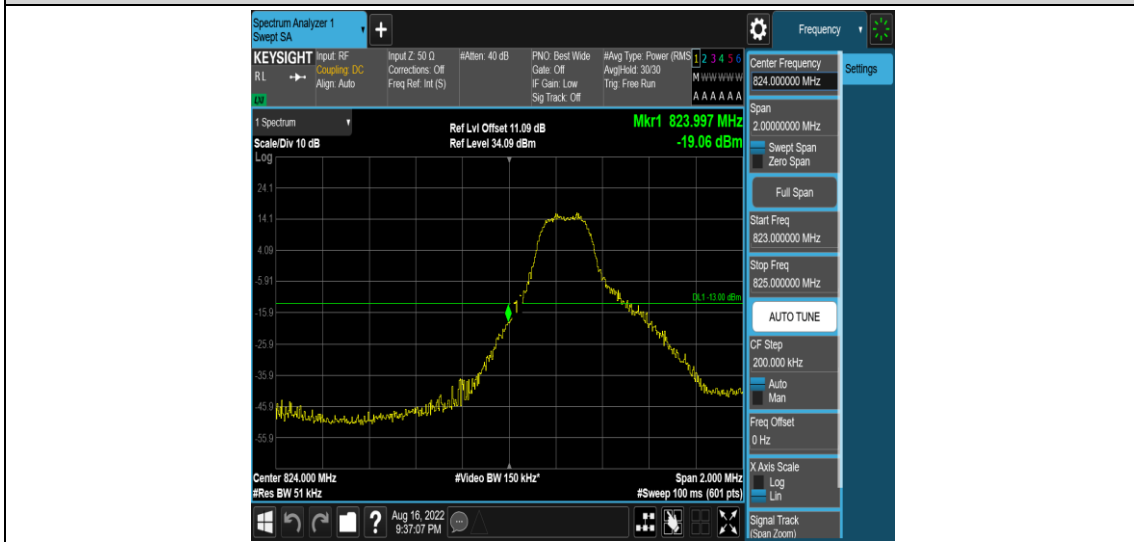 Spectrum Analyzer 1
Swept SA
+
Frequency
KEYSIGHT
RL
Input: RF
Coupling: DC
Align: Auto
Input Z: 50 Ω
Corrections: Off
Freq Ref: Int (S)
#Atten: 40 dB
PNO: Best Wide
Gate: Off
IF Gain: Low
Sig Track: Off
#Avg Type: Power (RMS
Avg|Hold: 30/30
Trig: Free Run
1 2 3 4 5 6
M W W W W W
A A A A A A
1 Spectrum
Scale/Div 10 dB
Log
Ref Lvl Offset 11.09 dB
Ref Level 34.09 dBm
Mkr1 823.997 MHz
-19.06 dBm
24.1
14.1
4.09
-5.91
-15.9
-25.9
-35.9
-45.9
-55.9
1
DL1 -13.00 dBm
Center 824.000 MHz
#Res BW 51 kHz
#Video BW 150 kHz*
Span 2.000 MHz
#Sweep 100 ms (601 pts)
Center Frequency
824.000000 MHz
Settings
Span
2.00000000 MHz
Swept Span
Zero Span
Full Span
Start Freq
823.000000 MHz
Stop Freq
825.000000 MHz
AUTO TUNE
CF Step
200.000 kHz
Auto
Man
Freq Offset
0 Hz
X Axis Scale
Log
Lin
Signal Track
(Span Zoom)
?
Aug 16, 2022
9:37:07 PM